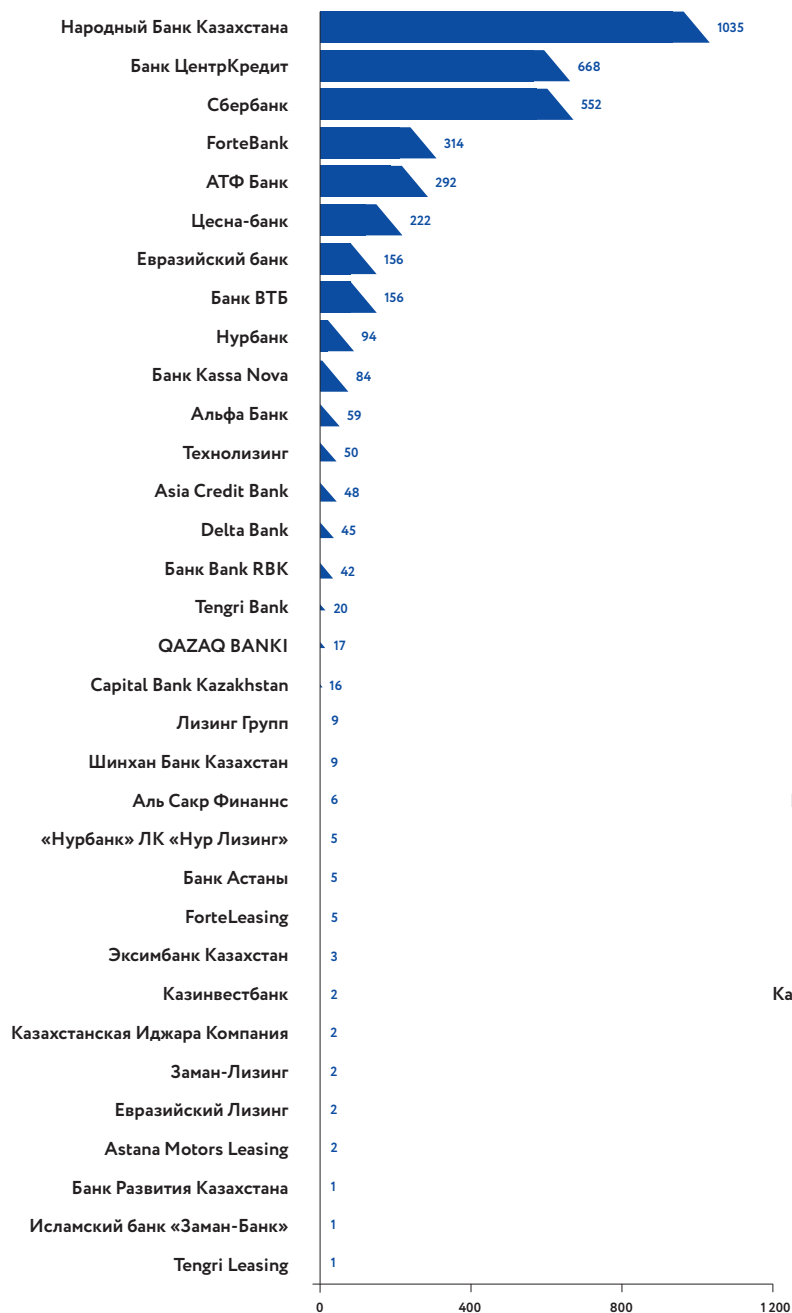 Народный Банк Казахстана 1035
Банк ЦентрКредит 668
Сбербанк 552
ForteBank 314
АТФ Банк 292
Цесна-банк 222
Евразийский банк 156
Банк ВТБ 156
Нурбанк 94
Банк Kassa Nova 84
Альфа Банк 59
Технолизинг 50
Asia Credit Bank 48
Delta Bank 45
Банк Bank RBK 42
Tengri Bank 20
QAZAQ BANKI 17
Capital Bank Kazakhstan 16
Лизинг Групп 9
Шинхан Банк Казахстан 9
Аль Сакр Финаннс 6
«Нурбанк» ЛК «Нур Лизинг» 5
Банк Астаны 5
ForteLeasing 5
Эксимбанк Казахстан 3
Казинвестбанк 2
Ка
Казахстанская Иджара Компания 2
Заман-Лизинг 2
Евразийский Лизинг 2
Astana Motors Leasing 2
Банк Развития Казахстана 1
Исламский банк «Заман-Банк» 1
Tengri Leasing 1
0 400 800 1 200